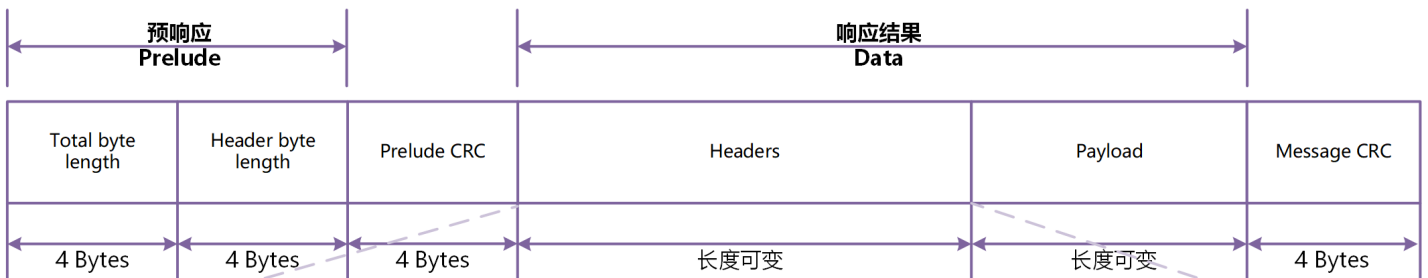 预响应
Prelude
响应结果
Data
Total byte
length
Header byte
length
Prelude CRC
Headers
Payload
Message CRC
4 Bytes
4 Bytes
4 Bytes
长度可变
长度可变
4 Bytes